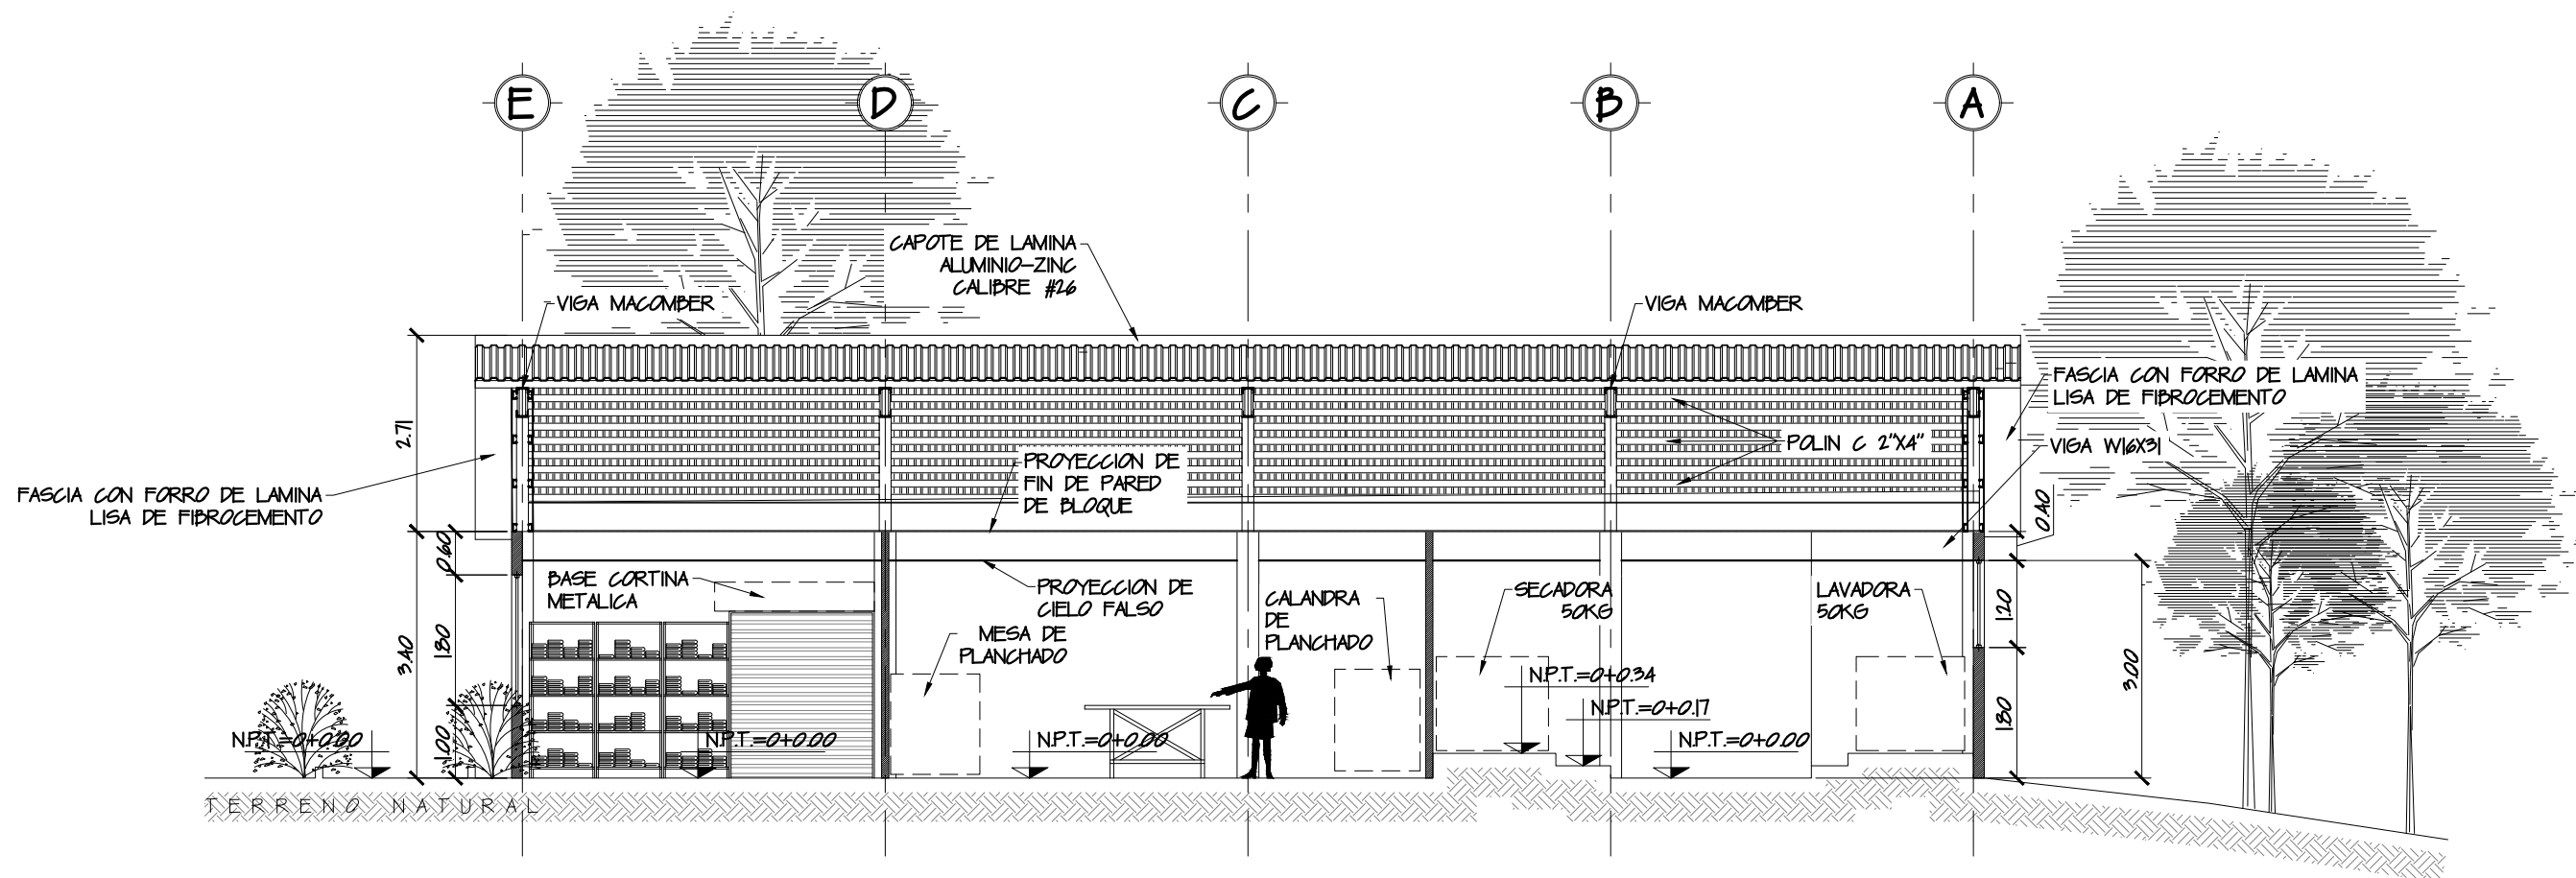 E
D
C
B
A
CAPOTE DE LAMINA
ALUMINIO-ZINC
CALIBRE #26
VIGA MACOMBER
VIGA MACOMBER
FASCIA CON FORRO DE LAMINA
LISA DE FIBROCEMENTO
VIGA W16X31
POLIN C 2"X4"
2.71
PROYECCION DE
FIN DE PARED
DE BLOQUE
FASCIA CON FORRO DE LAMINA
LISA DE FIBROCEMENTO
0.40
0.60
BASE CORTINA
METALICA
PROYECCION DE
CIELO FALSO
CALANDRA
DE
PLANCHADO
SECADORA
50KG
LAVADORA
50KG
1.20
MESA DE
PLANCHADO
3.40
1.80
3.00
N.P.T.=0+0.34
N.P.T.=0+0.17
1.80
1.00
N.P.T.=0+0.00
N.P.T.=0+0.00
N.P.T.=0+0.00
N.P.T.=0+0.00
TERRENO NATURAL